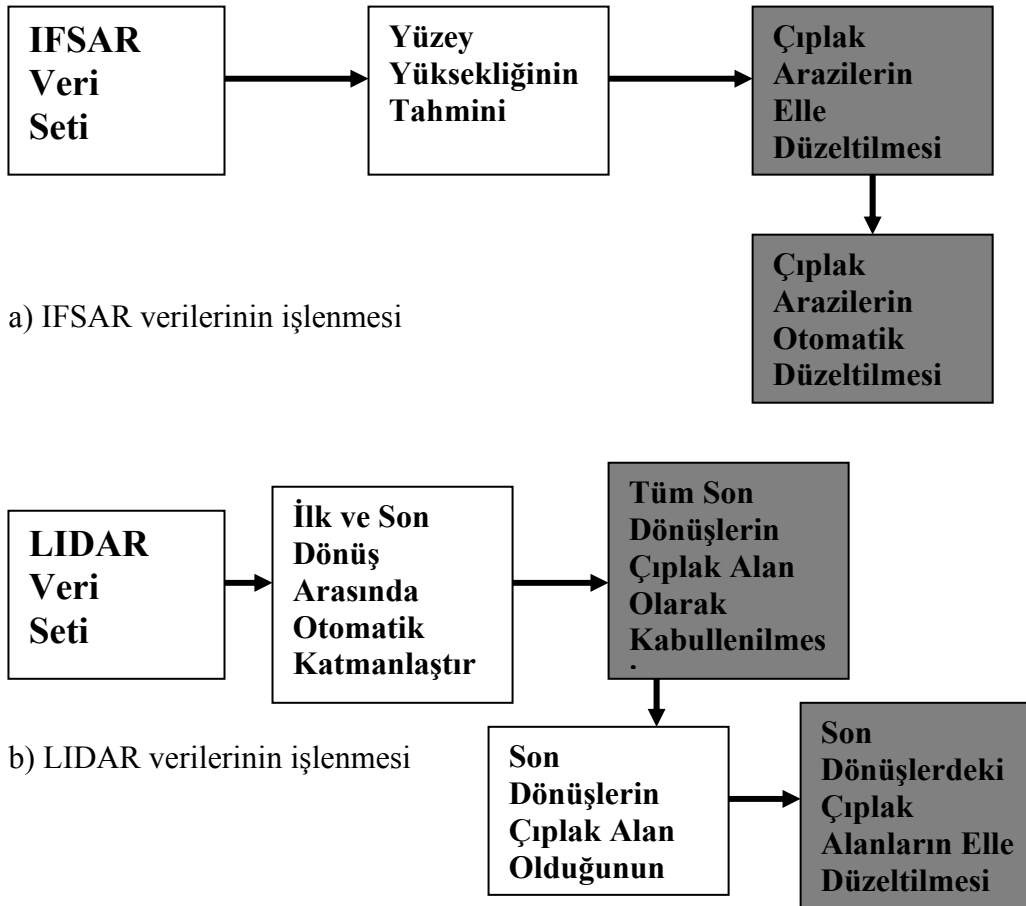 IFSAR
Veri
Seti
Yüzey
Yüksekliğinin
Tahmini
Çıplak
Arazilerin
Elle
Düzeltilmesi
Çıplak
Arazilerin
Otomatik
Düzeltilmesi
a) IFSAR verilerinin işlenmesi
LIDAR
Veri
Seti
İlk ve Son
Dönüş
Arasında
Otomatik
Katmanlaştır
Tüm Son
Dönüşlerin
Çıplak Alan
Olarak
Kabullenilmes
b) LIDAR verilerinin işlenmesi
Son
Dönüşlerin
Çıplak Alan
Olduğunun
Son
Dönüşlerdeki
Çıplak
Alanların Elle
Düzeltilmesi